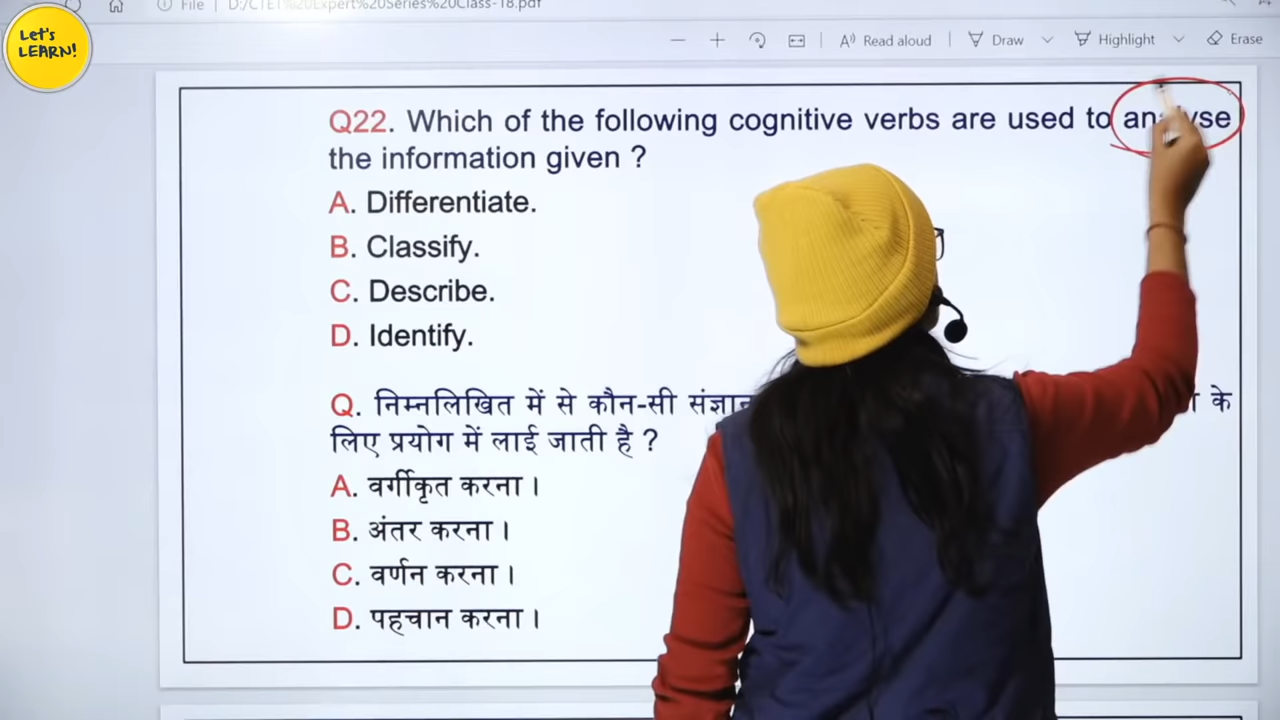 Let's
LEARN!
File
D:/CTET%20Expert%20Series%20Class-18.pdf
Read aloud
Draw
Highlight
Erase
Q22. Which of the following cognitive verbs are used to analyse
the information given ?
A. Differentiate.
B. Classify.
C. Describe.
D. Identify.
Q. निम्नलिखित में से कौन-सी के
लिए प्रयोग में लाई जाती है ?
A. वर्गीकृत करना ।
B. अंतर करना ।
C. वर्णन करना ।
D. पहचान करना ।